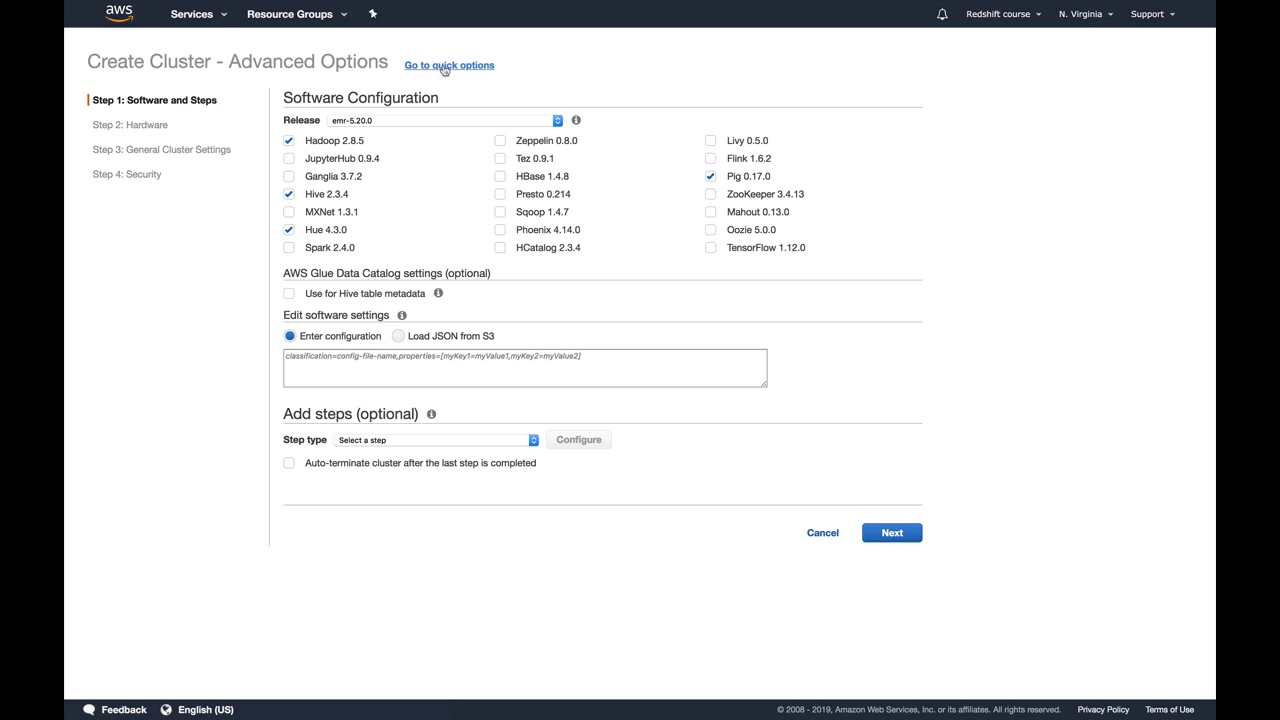 aws Services Resource Groups Redshift course N. Virginia Support
Create Cluster - Advanced Options Go to quick options
Step 1: Software and Steps
Step 2: Hardware
Step 3: General Cluster Settings
Step 4: Security
Software Configuration
Release emr-5.20.0
Hadoop 2.8.5 Zeppelin 0.8.0 Livy 0.5.0
JupyterHub 0.9.4 Tez 0.9.1 Flink 1.6.2
Ganglia 3.7.2 HBase 1.4.8 Pig 0.17.0
Hive 2.3.4 Presto 0.214 ZooKeeper 3.4.13
MXNet 1.3.1 Sqoop 1.4.7 Mahout 0.13.0
Hue 4.3.0 Phoenix 4.14.0 Oozie 5.0.0
Spark 2.4.0 HCatalog 2.3.4 TensorFlow 1.12.0
AWS Glue Data Catalog settings (optional)
Use for Hive table metadata
Edit software settings
Enter configuration Load JSON from S3
classification=config-file-name,properties=[myKey1=myValue1,myKey2=myValue2]
Add steps (optional)
Step type Select a step Configure
Auto-terminate cluster after the last step is completed
Cancel Next
Feedback English (US) © 2008 - 2019, Amazon Web Services, Inc. or its affiliates. All rights reserved. Privacy Policy Terms of Use